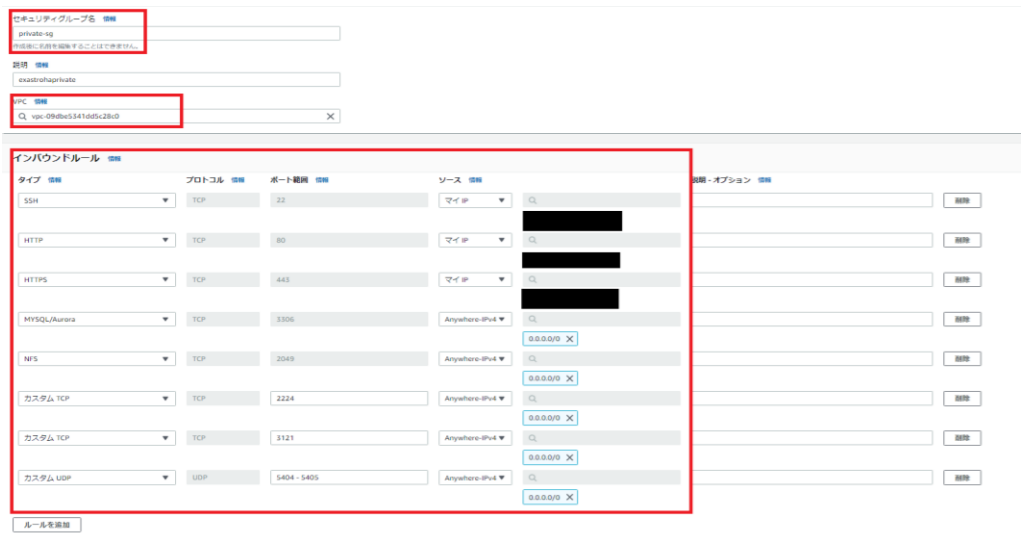 セキュリティグループ名 情報
private-sg
作成後に名前を編集することはできません。
説明 情報
exastrohaprivate
VPC 情報
vpc-09dbe5341dd5c28c0
インバウンドルール 情報
タイプ 情報 プロトコル 情報 ポート範囲 情報 ソース 情報 説明 - オプション 情報
SSH TCP 22 マイ IP 削除
HTTP TCP 80 マイ IP 削除
HTTPS TCP 443 マイ IP 削除
MYSQL/Aurora TCP 3306 Anywhere-IPv4 削除
0.0.0.0/0
NFS TCP 2049 Anywhere-IPv4 削除
0.0.0.0/0
カスタム TCP TCP 2224 Anywhere-IPv4 削除
0.0.0.0/0
カスタム TCP TCP 3121 Anywhere-IPv4 削除
0.0.0.0/0
カスタム UDP UDP 5404 - 5405 Anywhere-IPv4 削除
0.0.0.0/0
ルールを追加